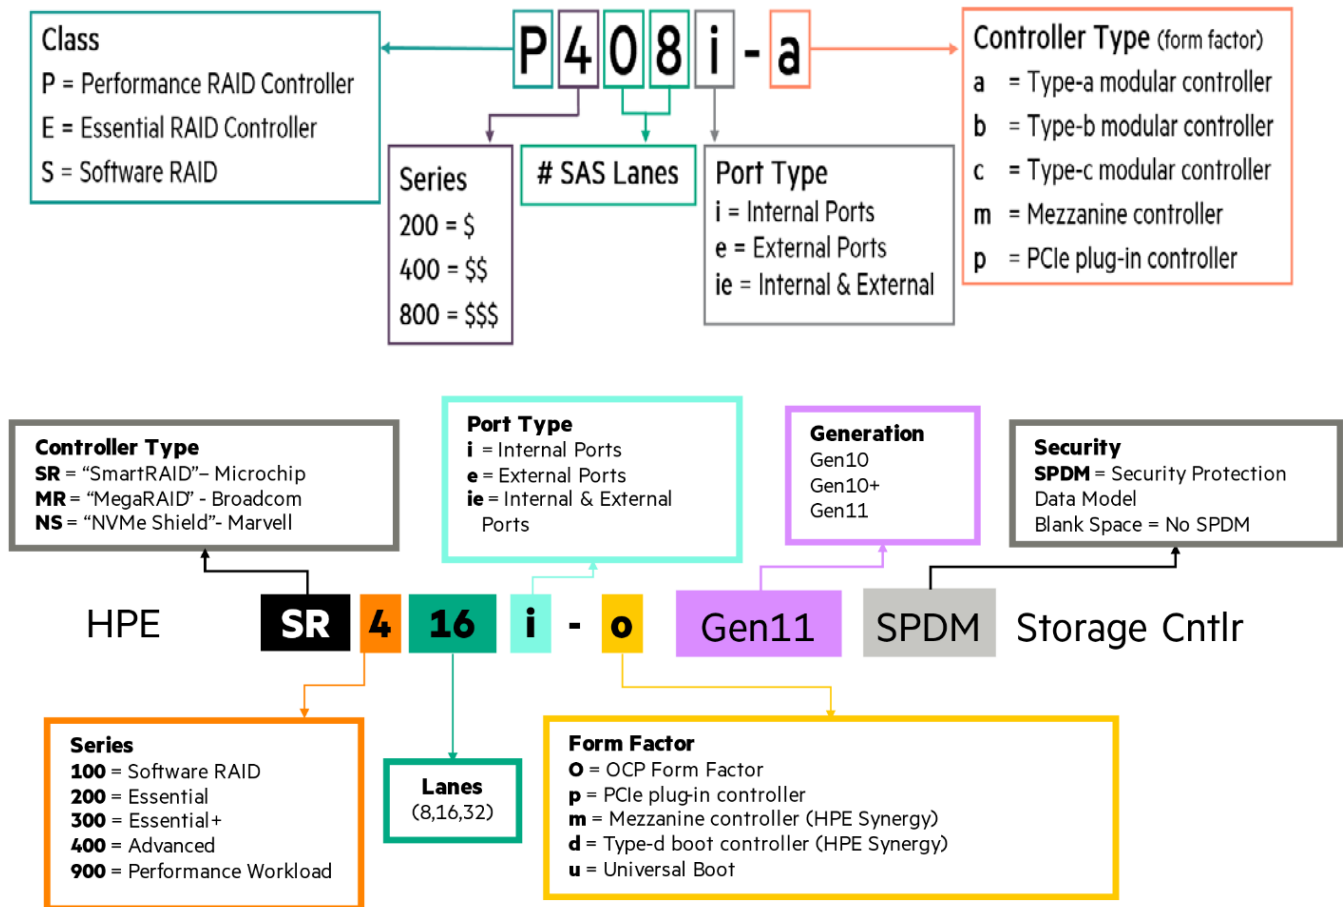 P408i-a
Class
P = Performance RAID Controller
E = Essential RAID Controller
S = Software RAID
Series
200 = $
400 = $$
800 = $$$
# SAS Lanes
Port Type
i = Internal Ports
e = External Ports
ie = Internal & External
Controller Type (form factor)
a = Type-a modular controller
b = Type-b modular controller
c = Type-c modular controller
m = Mezzanine controller
p = PCIe plug-in controller
Controller Type
SR = “SmartRAID”– Microchip
MR = “MegaRAID” - Broadcom
NS = “NVMe Shield”- Marvell
Port Type
i = Internal Ports
e = External Ports
ie = Internal & External
Ports
Generation
Gen10
Gen10+
Gen11
Security
SPDM = Security Protection
Data Model
Blank Space = No SPDM
HPE SR 4 16 i - o Gen11 SPDM Storage Cntlr
Series
100 = Software RAID
200 = Essential
300 = Essential+
400 = Advanced
900 = Performance Workload
Lanes
(8,16,32)
Form Factor
O = OCP Form Factor
p = PCIe plug-in controller
m = Mezzanine controller (HPE Synergy)
d = Type-d boot controller (HPE Synergy)
u = Universal Boot